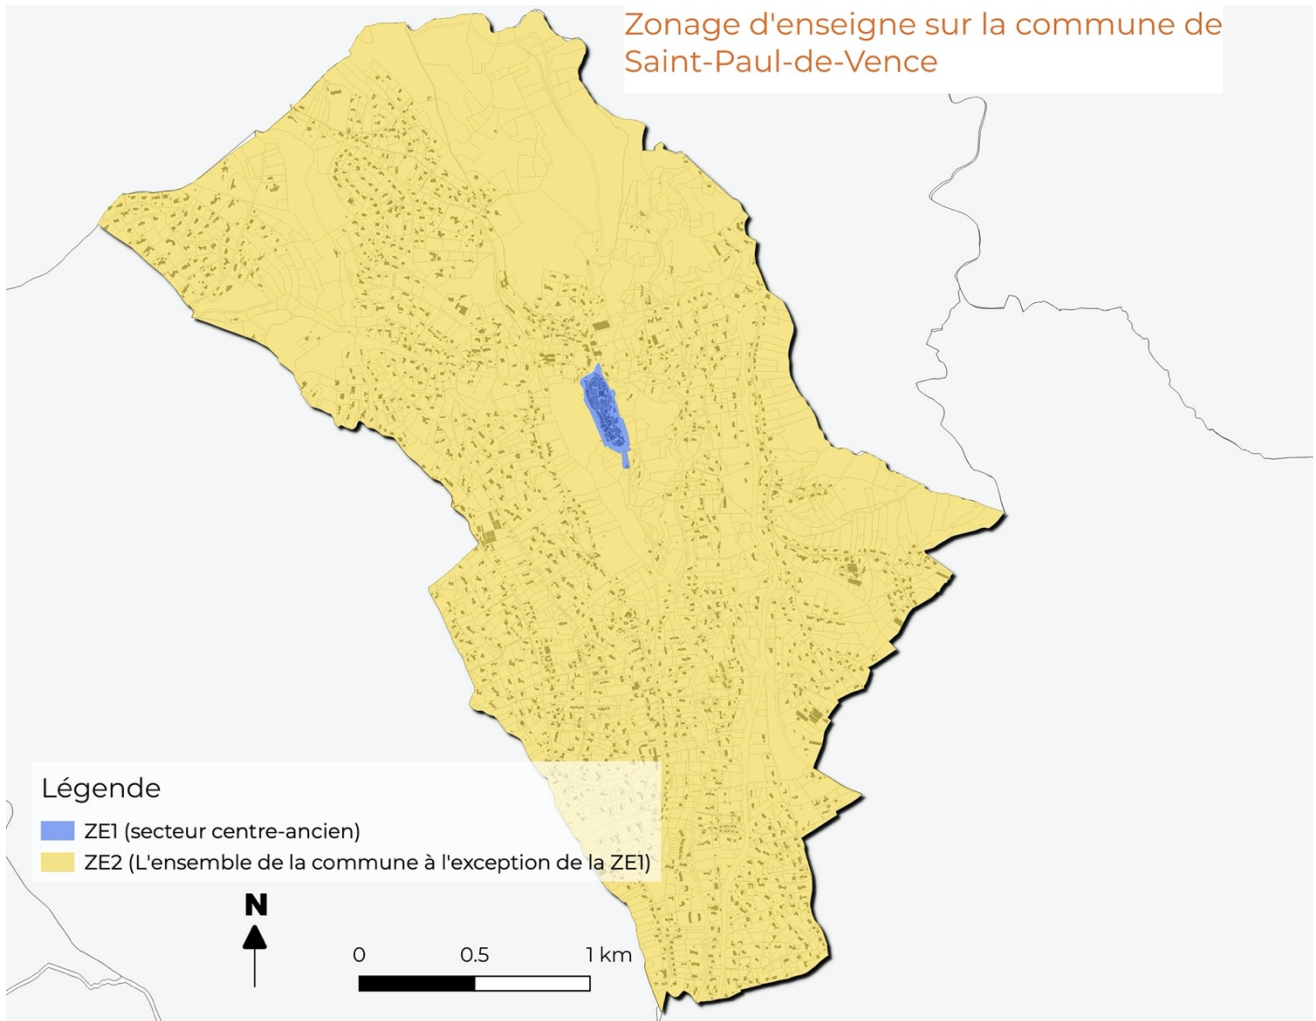 Zonage d'enseigne sur la commune de
Saint-Paul-de-Vence
Légende
ZE1 (secteur centre-ancien)
ZE2 (L'ensemble de la commune à l'exception de la ZE1)
N
0 0.5 1 km